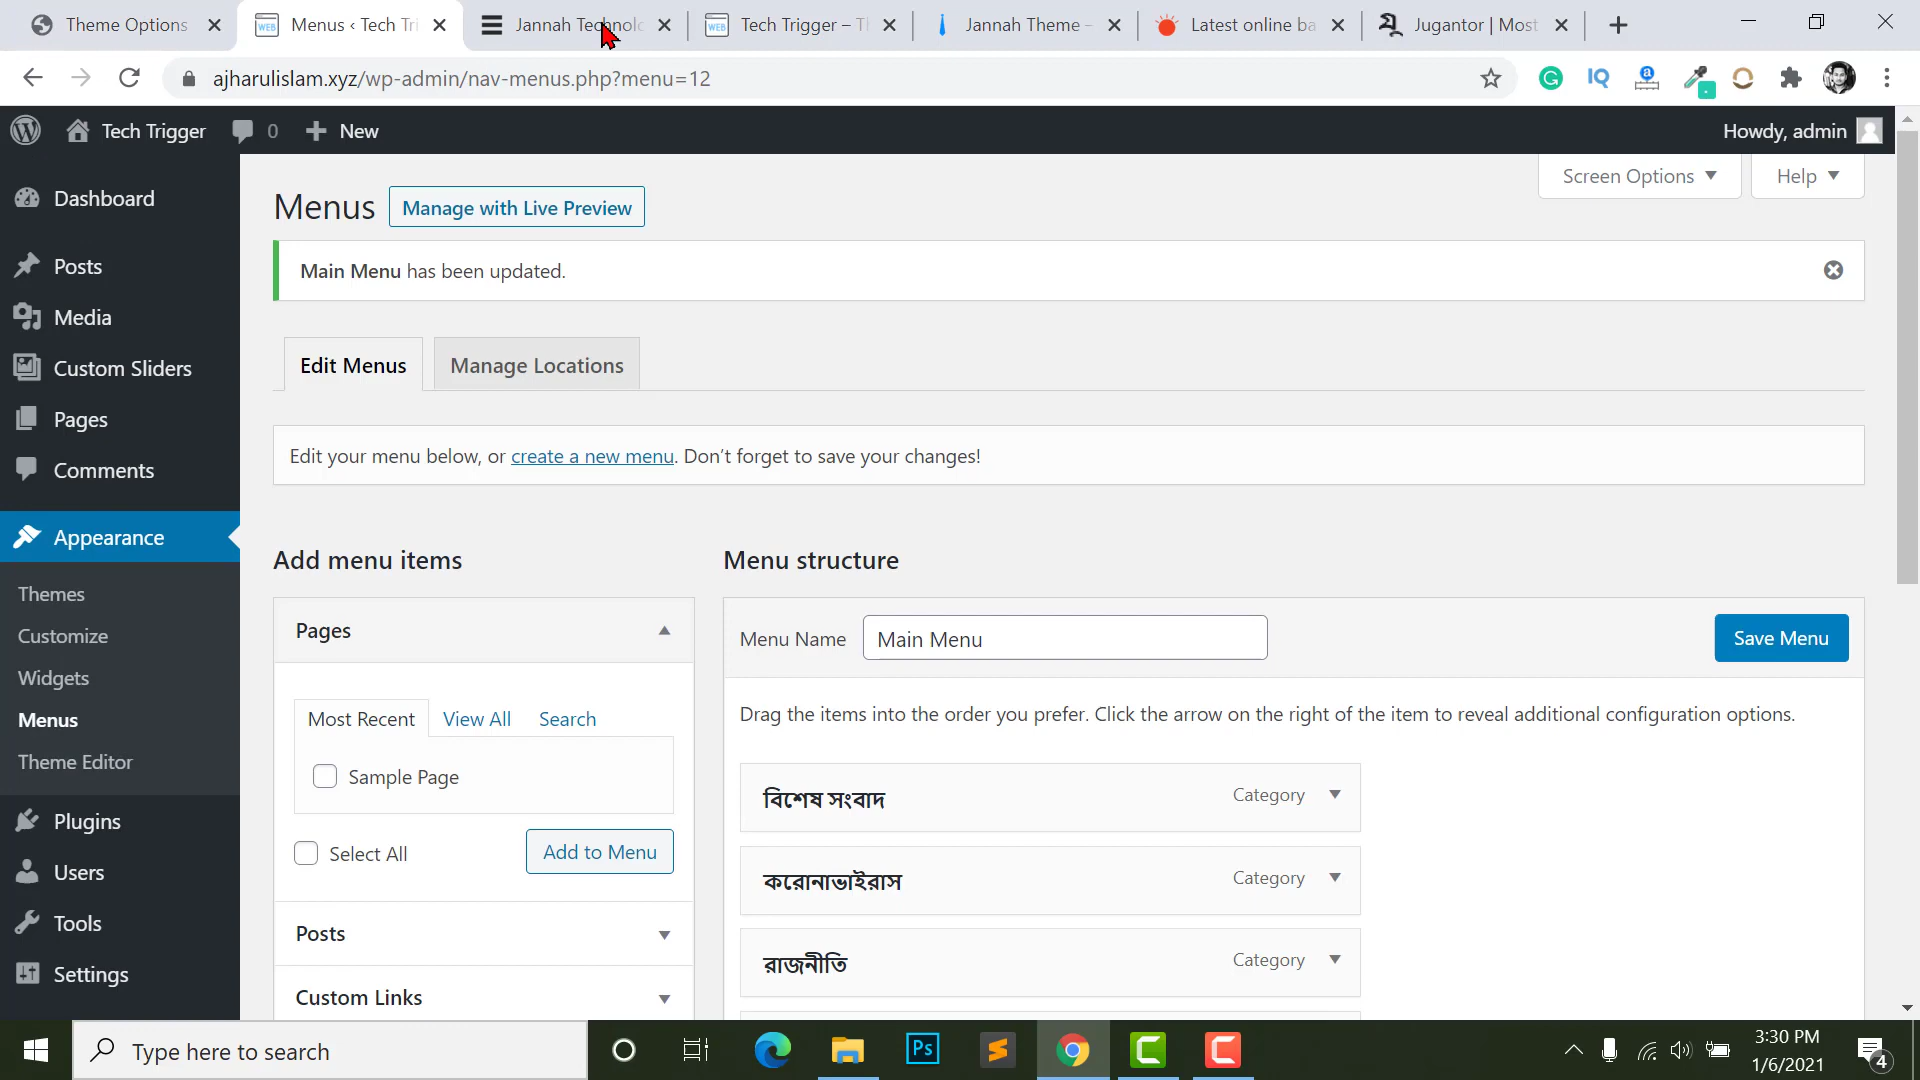 Theme Options
Menus ‹ Tech Tri
Jannah Technolo
Tech Trigger – Th
Jannah Theme –
Latest online ba
Jugantor | Most
ajharulislam.xyz/wp-admin/nav-menus.php?menu=12
IQ
WEB
Tech Trigger
0
New
Howdy, admin
Dashboard
Posts
Media
Custom Sliders
Pages
Comments
Appearance
Themes
Customize
Widgets
Menus
Theme Editor
Plugins
Users
Tools
Settings
Screen Options
Help
Menus
Manage with Live Preview
Main Menu has been updated.
Edit Menus
Manage Locations
Edit your menu below, or create a new menu. Don’t forget to save your changes!
Add menu items
Menu structure
Pages
Most Recent
View All
Search
Sample Page
Select All
Add to Menu
Posts
Custom Links
Menu Name
Main Menu
Save Menu
Drag the items into the order you prefer. Click the arrow on the right of the item to reveal additional configuration options.
বিশেষ সংবাদ
Category
করোনাভাইরাস
Category
রাজনীতি
Category
Type here to search
Ps
3:30 PM
1/6/2021
4